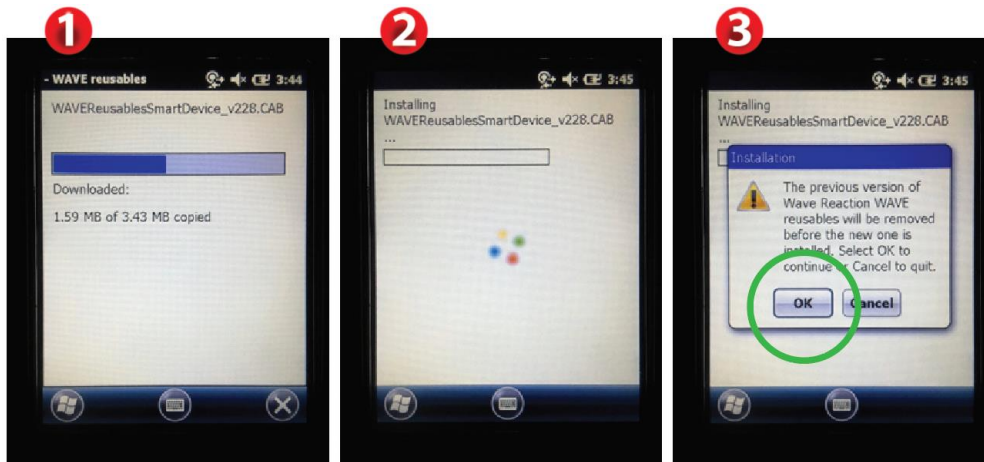 1
- WAVE reusables 3:44
WAVEReusablesSmartDevice_v228.CAB
Downloaded:
1.59 MB of 3.43 MB copied
2
3:45
Installing
WAVEReusablesSmartDevice_v228.CAB
...
3
3:45
Installing
WAVEReusablesSmartDevice_v228.CAB
...
Installation
The previous version of
Wave Reaction WAVE
reusables will be removed
before the new one is
installed. Select OK to
continue or Cancel to quit.
OK Cancel